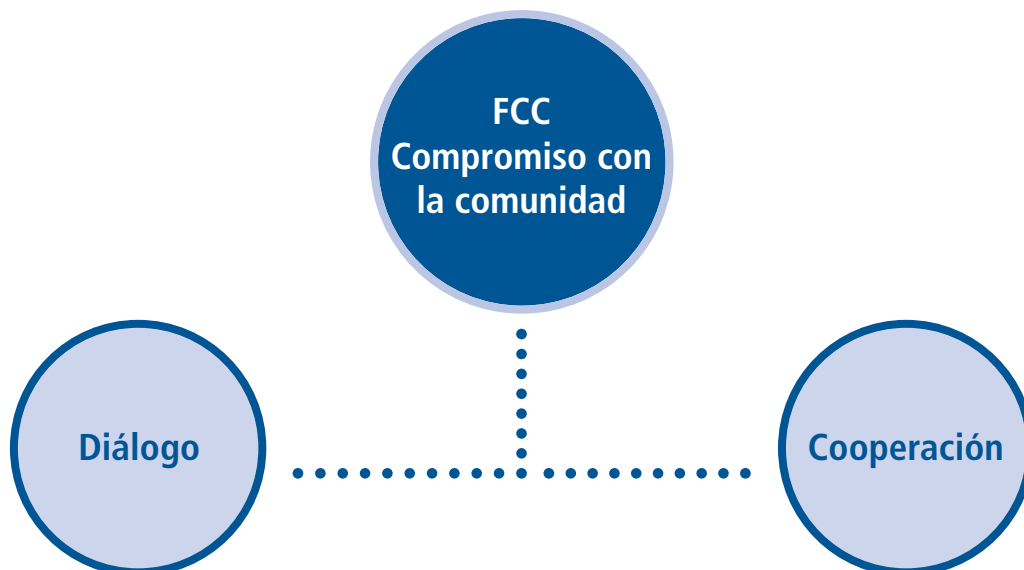 FCC
Compromiso con
la comunidad
Diálogo
Cooperación